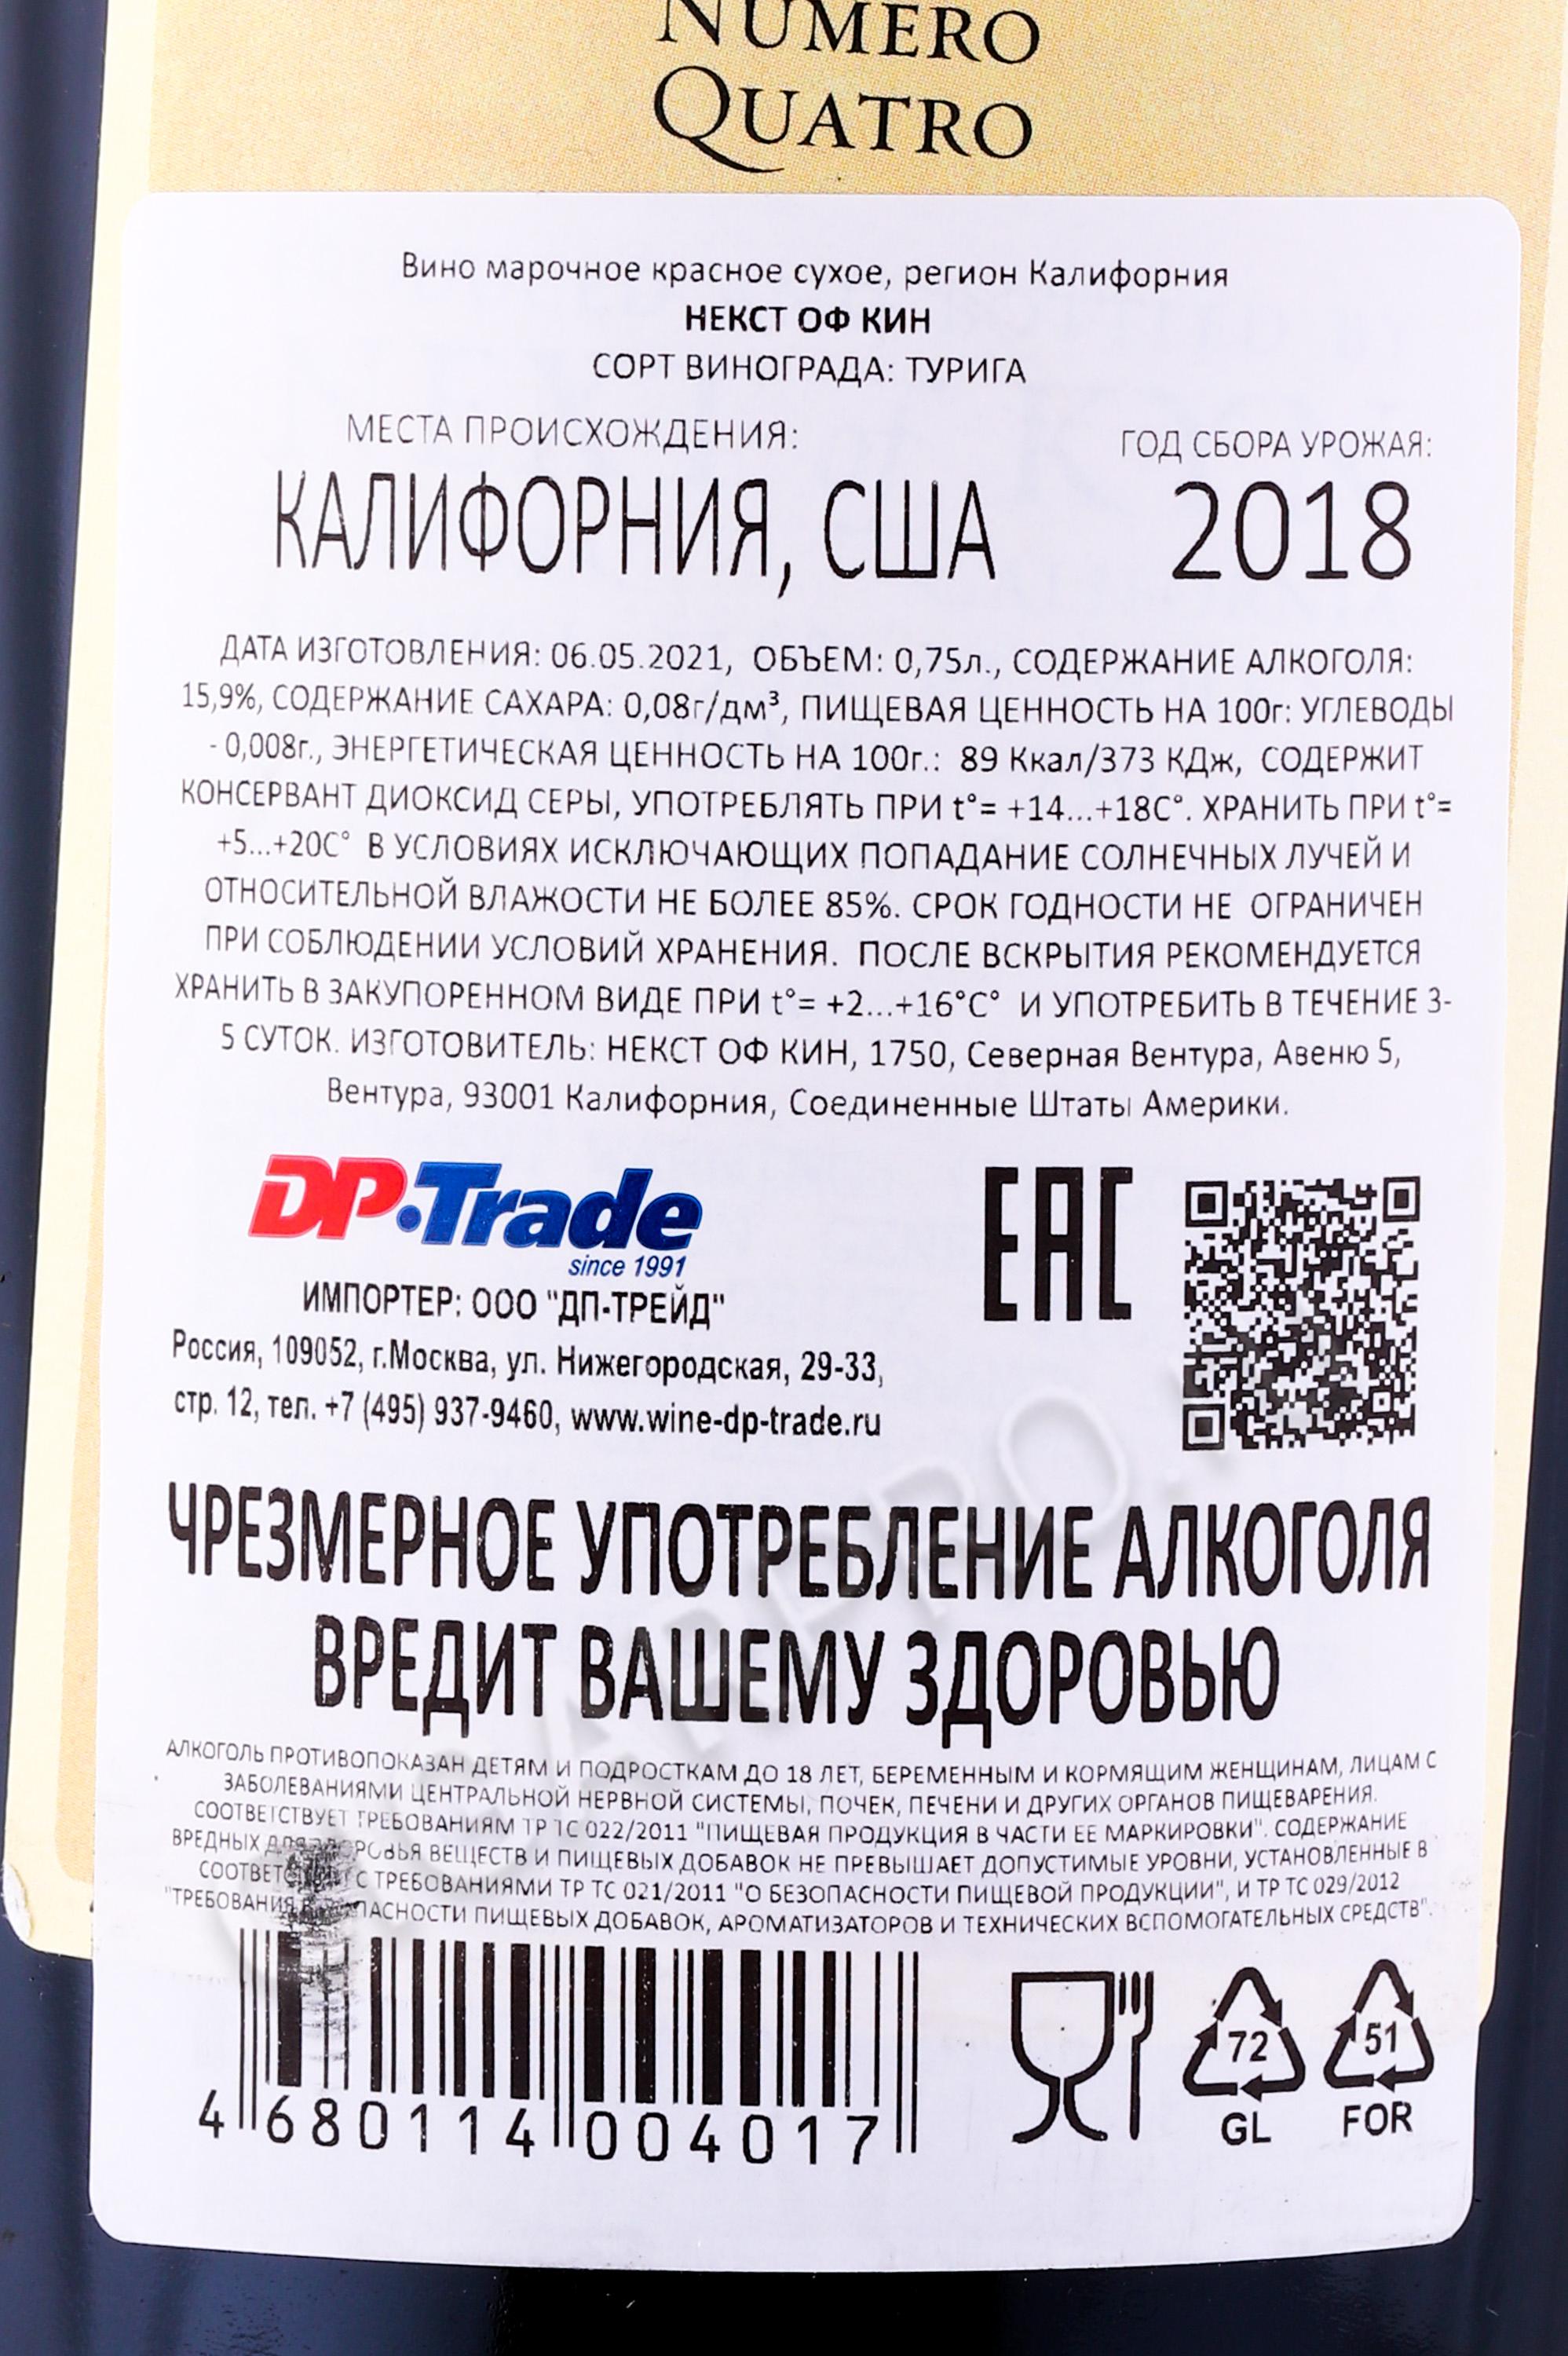 NUMERO
QUATRO
Вино марочное красное сухое, регион Калифорния
НЕКСТ ОФ КИН
СОРТ ВИНОГРАДА: ТУРИГА
МЕСТА ПРОИСХОЖДЕНИЯ:
КАЛИФОРНИЯ, США
ГОД СБОРА УРОЖАЯ:
2018
ДАТА ИЗГОТОВЛЕНИЯ: 06.05.2021, ОБЪЕМ: 0,75л., СОДЕРЖАНИЕ АЛКОГОЛЯ:
15,9%, СОДЕРЖАНИЕ САХАРА: 0,08г/дм³, ПИЩЕВАЯ ЦЕННОСТЬ НА 100г: УГЛЕВОДЫ
- 0,008г., ЭНЕРГЕТИЧЕСКАЯ ЦЕННОСТЬ НА 100г.: 89 Ккал/373 КДж, СОДЕРЖИТ
КОНСЕРВАНТ ДИОКСИД СЕРЫ, УПОТРЕБЛЯТЬ ПРИ t°= +14...+18С°. ХРАНИТЬ ПРИ t°=
+5...+20С° В УСЛОВИЯХ ИСКЛЮЧАЮЩИХ ПОПАДАНИЕ СОЛНЕЧНЫХ ЛУЧЕЙ И
ОТНОСИТЕЛЬНОЙ ВЛАЖОСТИ НЕ БОЛЕЕ 85%. СРОК ГОДНОСТИ НЕ ОГРАНИЧЕН
ПРИ СОБЛЮДЕНИИ УСЛОВИЙ ХРАНЕНИЯ. ПОСЛЕ ВСКРЫТИЯ РЕКОМЕНДУЕТСЯ
ХРАНИТЬ В ЗАКУПОРЕННОМ ВИДЕ ПРИ t°= +2...+16°С° И УПОТРЕБИТЬ В ТЕЧЕНИЕ 3-
5 СУТОК. ИЗГОТОВИТЕЛЬ: НЕКСТ ОФ КИН, 1750, Северная Вентура, Авеню 5,
Вентура, 93001 Калифорния, Соединенные Штаты Америки.
DP•Trade
since 1991
ИМПОРТЕР: ООО "ДП-ТРЕЙД"
Россия, 109052, г.Москва, ул. Нижегородская, 29-33,
стр. 12, тел. +7 (495) 937-9460, www.wine-dp-trade.ru
EAC
ЧРЕЗМЕРНОЕ УПОТРЕБЛЕНИЕ АЛКОГОЛЯ
ВРЕДИТ ВАШЕМУ ЗДОРОВЬЮ
АЛКОГОЛЬ ПРОТИВОПОКАЗАН ДЕТЯМ И ПОДРОСТКАМ ДО 18 ЛЕТ, БЕРЕМЕННЫМ И КОРМЯЩИМ ЖЕНЩИНАМ, ЛИЦАМ С
ЗАБОЛЕВАНИЯМИ ЦЕНТРАЛЬНОЙ НЕРВНОЙ СИСТЕМЫ, ПОЧЕК, ПЕЧЕНИ И ДРУГИХ ОРГАНОВ ПИЩЕВАРЕНИЯ.
СООТВЕТСТВУЕТ ТРЕБОВАНИЯМ ТР ТС 022/2011 "ПИЩЕВАЯ ПРОДУКЦИЯ В ЧАСТИ ЕЕ МАРКИРОВКИ". СОДЕРЖАНИЕ
ВРЕДНЫХ ДЛЯ ЗДОРОВЬЯ ВЕЩЕСТВ И ПИЩЕВЫХ ДОБАВОК НЕ ПРЕВЫШАЕТ ДОПУСТИМЫЕ УРОВНИ, УСТАНОВЛЕННЫЕ В
С ТРЕБОВАНИЯМИ ТР ТС 021/2011 "О БЕЗОПАСНОСТИ ПИЩЕВОЙ ПРОДУКЦИИ", И ТР ТС 029/2012
"ТРЕБОВАНИЯ ПИЩЕВЫХ ДОБАВОК, АРОМАТИЗАТОРОВ И ТЕХНИЧЕСКИХ ВСПОМОГАТЕЛЬНЫХ СРЕДСТВ".
4 680114 004017
72
GL
51
FOR